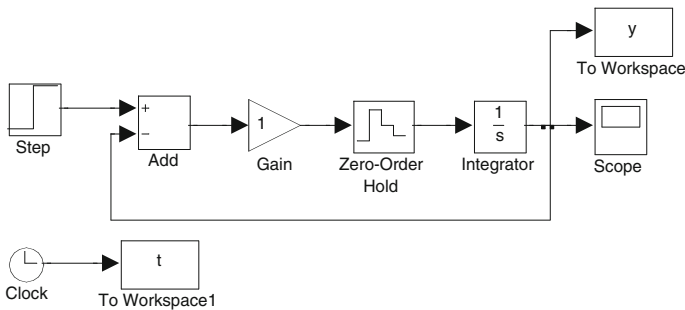 y
To Workspace
Step
+
−
Add
1
Gain
Zero-Order
Hold
1
s
Integrator
Scope
Clock
t
To Workspace1